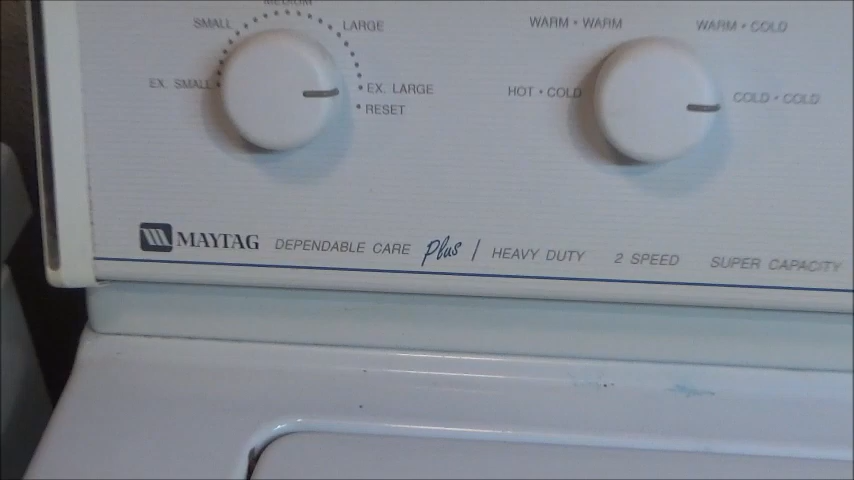 MEDIUM
SMALL LARGE
EX. SMALL EX. LARGE
RESET
WARM • WARM WARM • COLD
HOT • COLD COLD • COLD
MAYTAG DEPENDABLE CARE Plus / HEAVY DUTY 2 SPEED SUPER CAPACITY